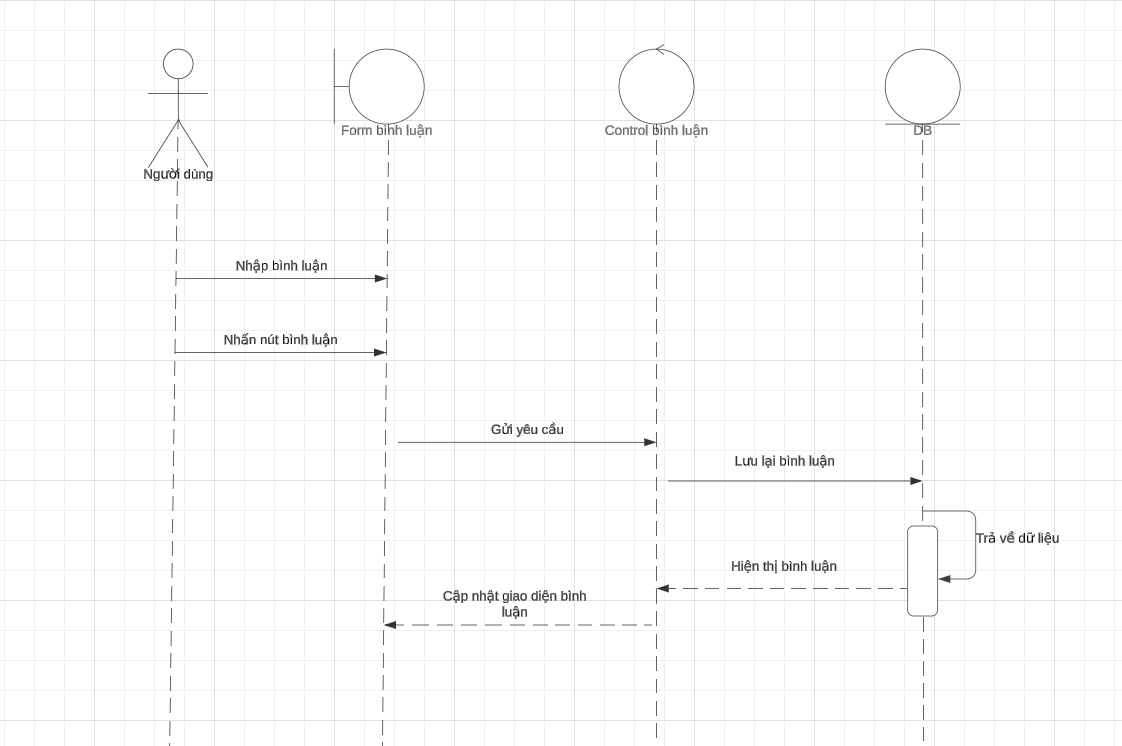 Form bình luận
Control bình luận
DB
Người dùng
Nhập bình luận
Nhấn nút bình luận
Gửi yêu cầu
Lưu lại bình luận
Trả về dữ liệu
Hiện thị bình luận
Cập nhật giao diện bình
luận